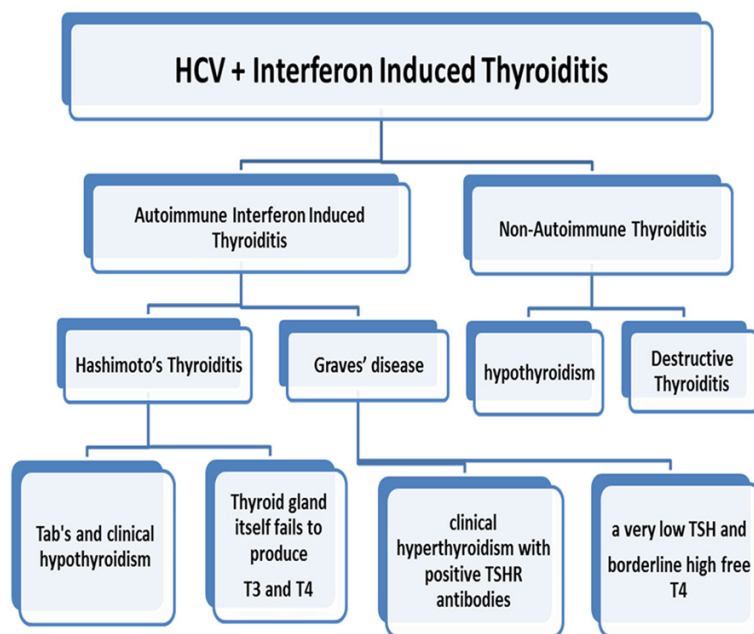 HCV + Interferon Induced Thyroiditis
Autoimmune Interferon Induced
Thyroiditis
Non-Autoimmune Thyroiditis
Hashimoto's Thyroiditis
Graves' disease
hypothyroidism
Destructive
Thyroiditis
Tab's and clinical
hypothyroidism
Thyroid gland
itself fails to
produce
T3 and T4
clinical
hyperthyroidism with
positive TSHR
antibodies
a very low TSH and
borderline high free
T4